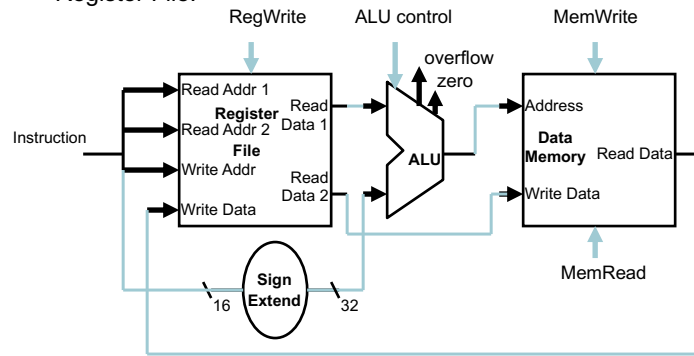 Register File.
RegWrite
ALU control
MemWrite
overflow
zero
Read Addr 1
Register
Read
Data 1
Address
Instruction
Read Addr 2
File
Data
Memory
Read Data
ALU
Write Addr
Read
Data 2
Write Data
Write Data
Sign
Extend
16
32
MemRead